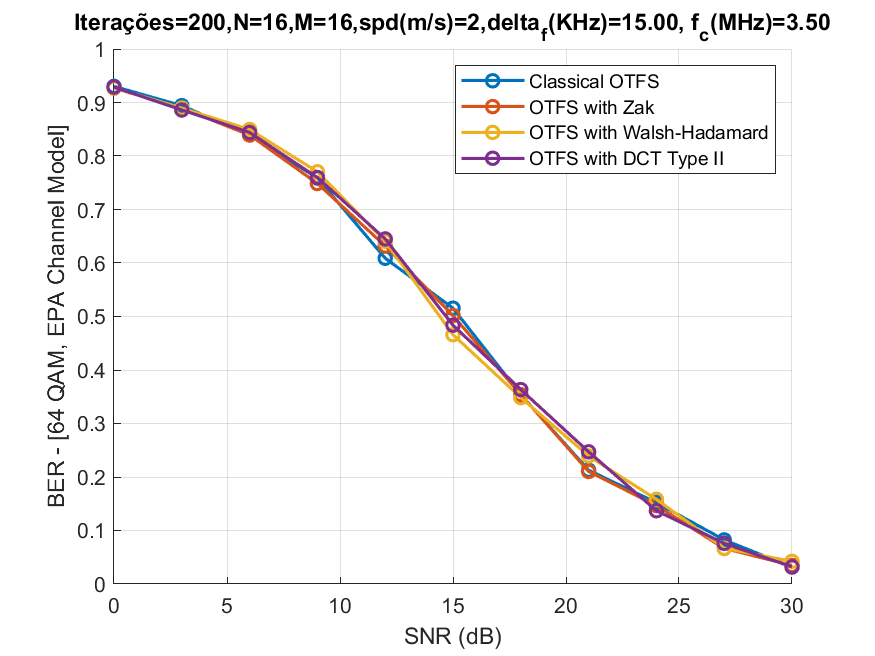 Iterações=200,N=16,M=16,spd(m/s)=2,delta_f(KHz)=15.00, f_c(MHz)=3.50
1
0.9
0.8
0.7
0.6
0.5
0.4
0.3
0.2
0.1
0
BER - [64 QAM, EPA Channel Model]
Classical OTFS
OTFS with Zak
OTFS with Walsh-Hadamard
OTFS with DCT Type II
0 5 10 15 20 25 30
SNR (dB)